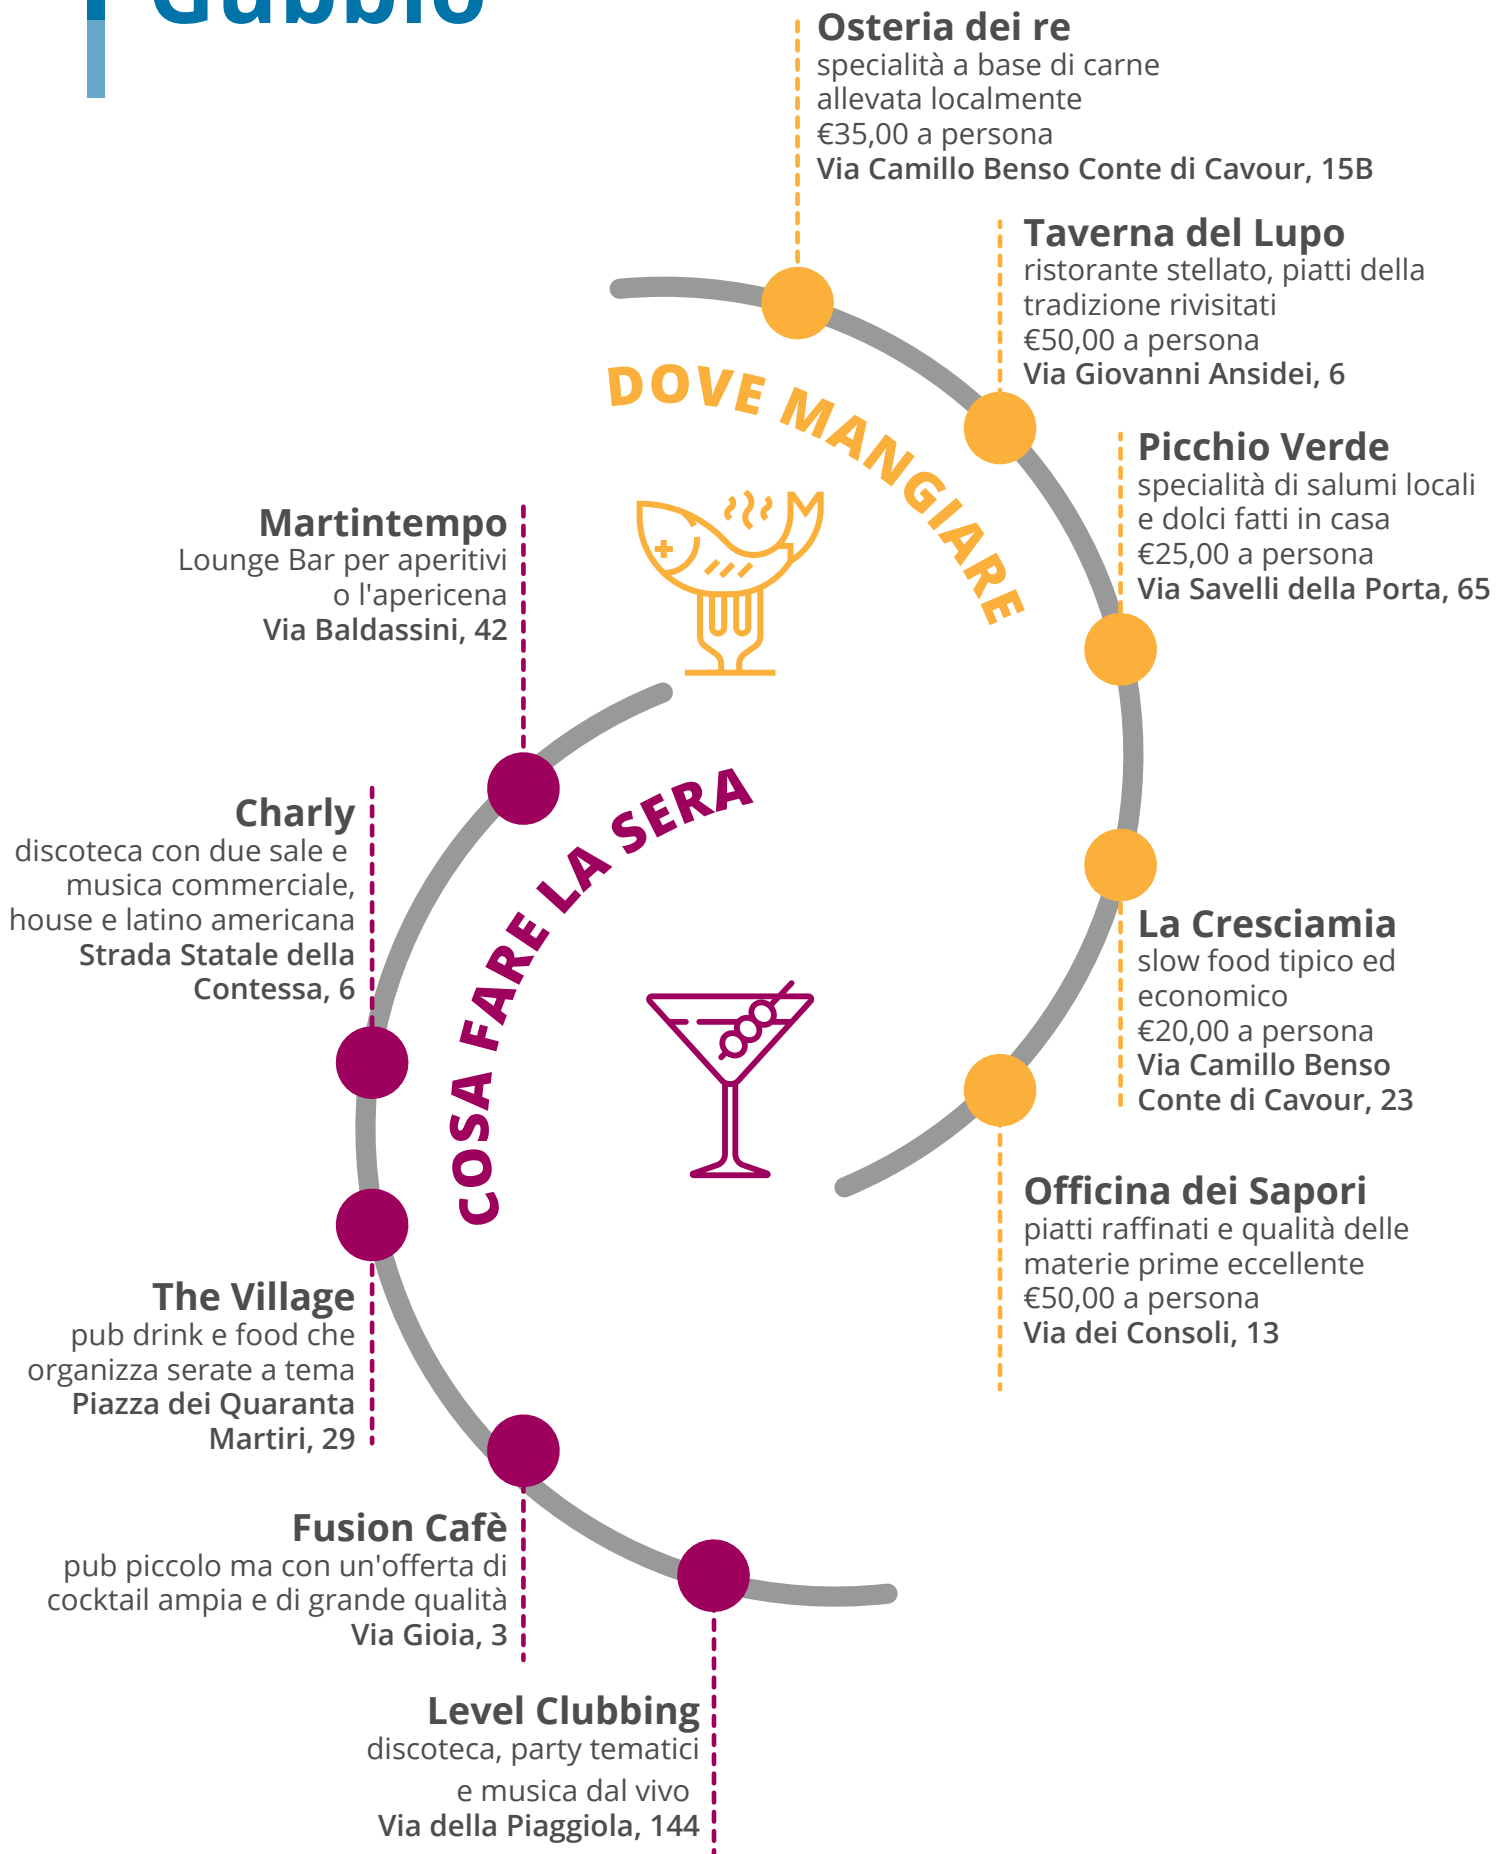 Gubbio
Osteria dei re
specialità a base di carne
allevata localmente
€35,00 a persona
Via Camillo Benso Conte di Cavour, 15B
Taverna del Lupo
ristorante stellato, piatti della
tradizione rivisitati
€50,00 a persona
Via Giovanni Ansidei, 6
DOVE MANGIARE
Picchio Verde
specialità di salumi locali
e dolci fatti in casa
€25,00 a persona
Via Savelli della Porta, 65
La Cresciamia
slow food tipico ed
economico
€20,00 a persona
Via Camillo Benso
Conte di Cavour, 23
Officina dei Sapori
piatti raffinati e qualità delle
materie prime eccellente
€50,00 a persona
Via dei Consoli, 13
Martintempo
Lounge Bar per aperitivi
o l'apericena
Via Baldassini, 42
COSA FARE LA SERA
Charly
discoteca con due sale e
musica commerciale,
house e latino americana
Strada Statale della
Contessa, 6
The Village
pub drink e food che
organizza serate a tema
Piazza dei Quaranta
Martiri, 29
Fusion Cafè
pub piccolo ma con un'offerta di
cocktail ampia e di grande qualità
Via Gioia, 3
Level Clubbing
discoteca, party tematici
e musica dal vivo
Via della Piaggiola, 144